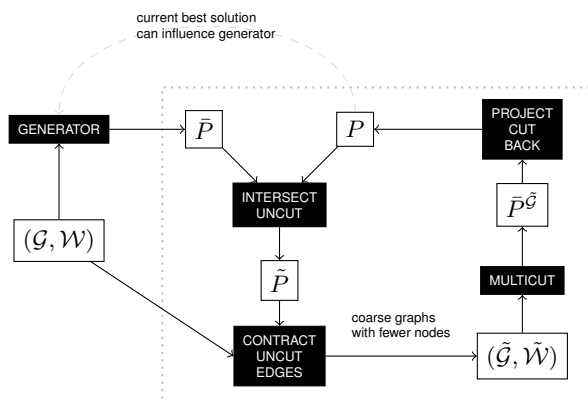 current best solution
can influence generator
GENERATOR
P̄
P
PROJECT
CUT
BACK
INTERSECT
UNCUT
P̄^𝒢̃
(𝒢, 𝒲)
P̃
MULTICUT
coarse graphs
with fewer nodes
CONTRACT
UNCUT
EDGES
(𝒢̃, 𝒲̃)